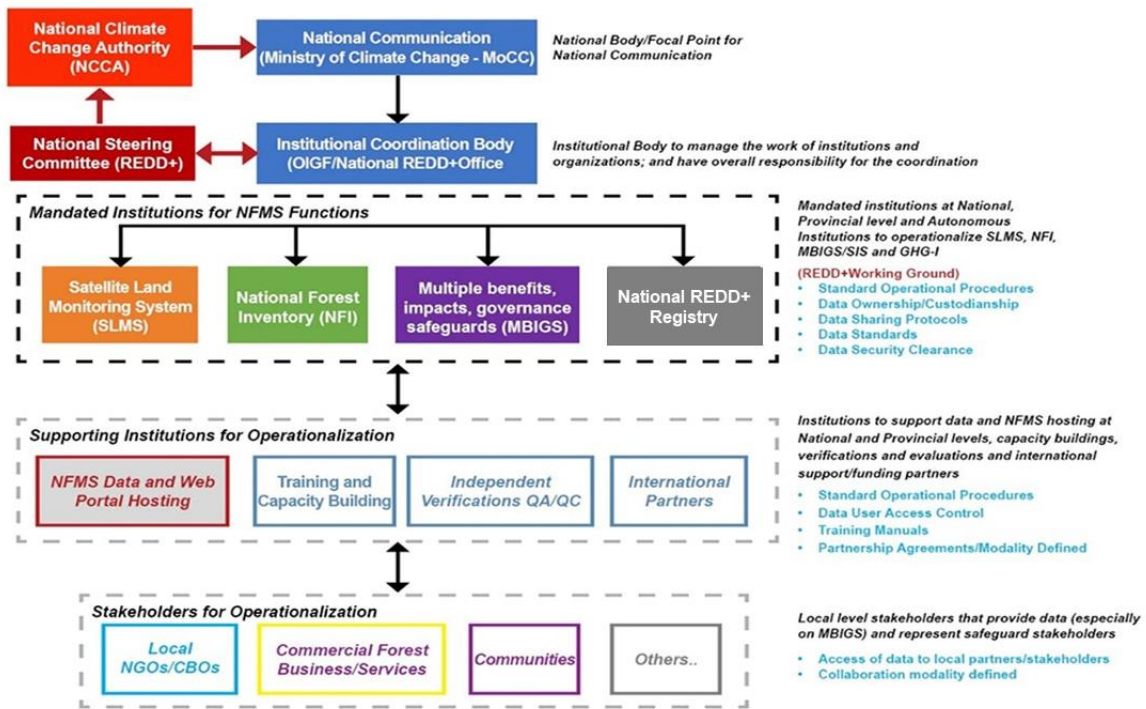 National Climate
Change Authority
(NCCA)
National Communication
(Ministry of Climate Change - MoCC)
National Body/Focal Point for
National Communication
National Steering
Committee (REDD+)
Institutional Coordination Body
(OIGF/National REDD+Office
Institutional Body to manage the work of institutions and
organizations; and have overall responsibility for the coordination
Mandated Institutions for NFMS Functions
Satellite Land
Monitoring System
(SLMS)
National Forest
Inventory (NFI)
Multiple benefits,
impacts, governance
safeguards (MBIGS)
National REDD+
Registry
Mandated institutions at National,
Provincial level and Autonomous
Institutions to operationalize SLMS, NFI,
MBIGS/SIS and GHG-I
(REDD+Working Ground)
• Standard Operational Procedures
• Data Ownership/Custodianship
• Data Sharing Protocols
• Data Standards
• Data Security Clearance
Supporting Institutions for Operationalization
NFMS Data and Web
Portal Hosting
Training and
Capacity Building
Independent
Verifications QA/QC
International
Partners
Institutions to support data and NFMS hosting at
National and Provincial levels, capacity buildings,
verifications and evaluations and international
support/funding partners
• Standard Operational Procedures
• Data User Access Control
• Training Manuals
• Partnership Agreements/Modality Defined
Stakeholders for Operationalization
Local
NGOs/CBOs
Commercial Forest
Business/Services
Communities
Others..
Local level stakeholders that provide data (especially
on MBIGS) and represent safeguard stakeholders
• Access of data to local partners/stakeholders
• Collaboration modality defined